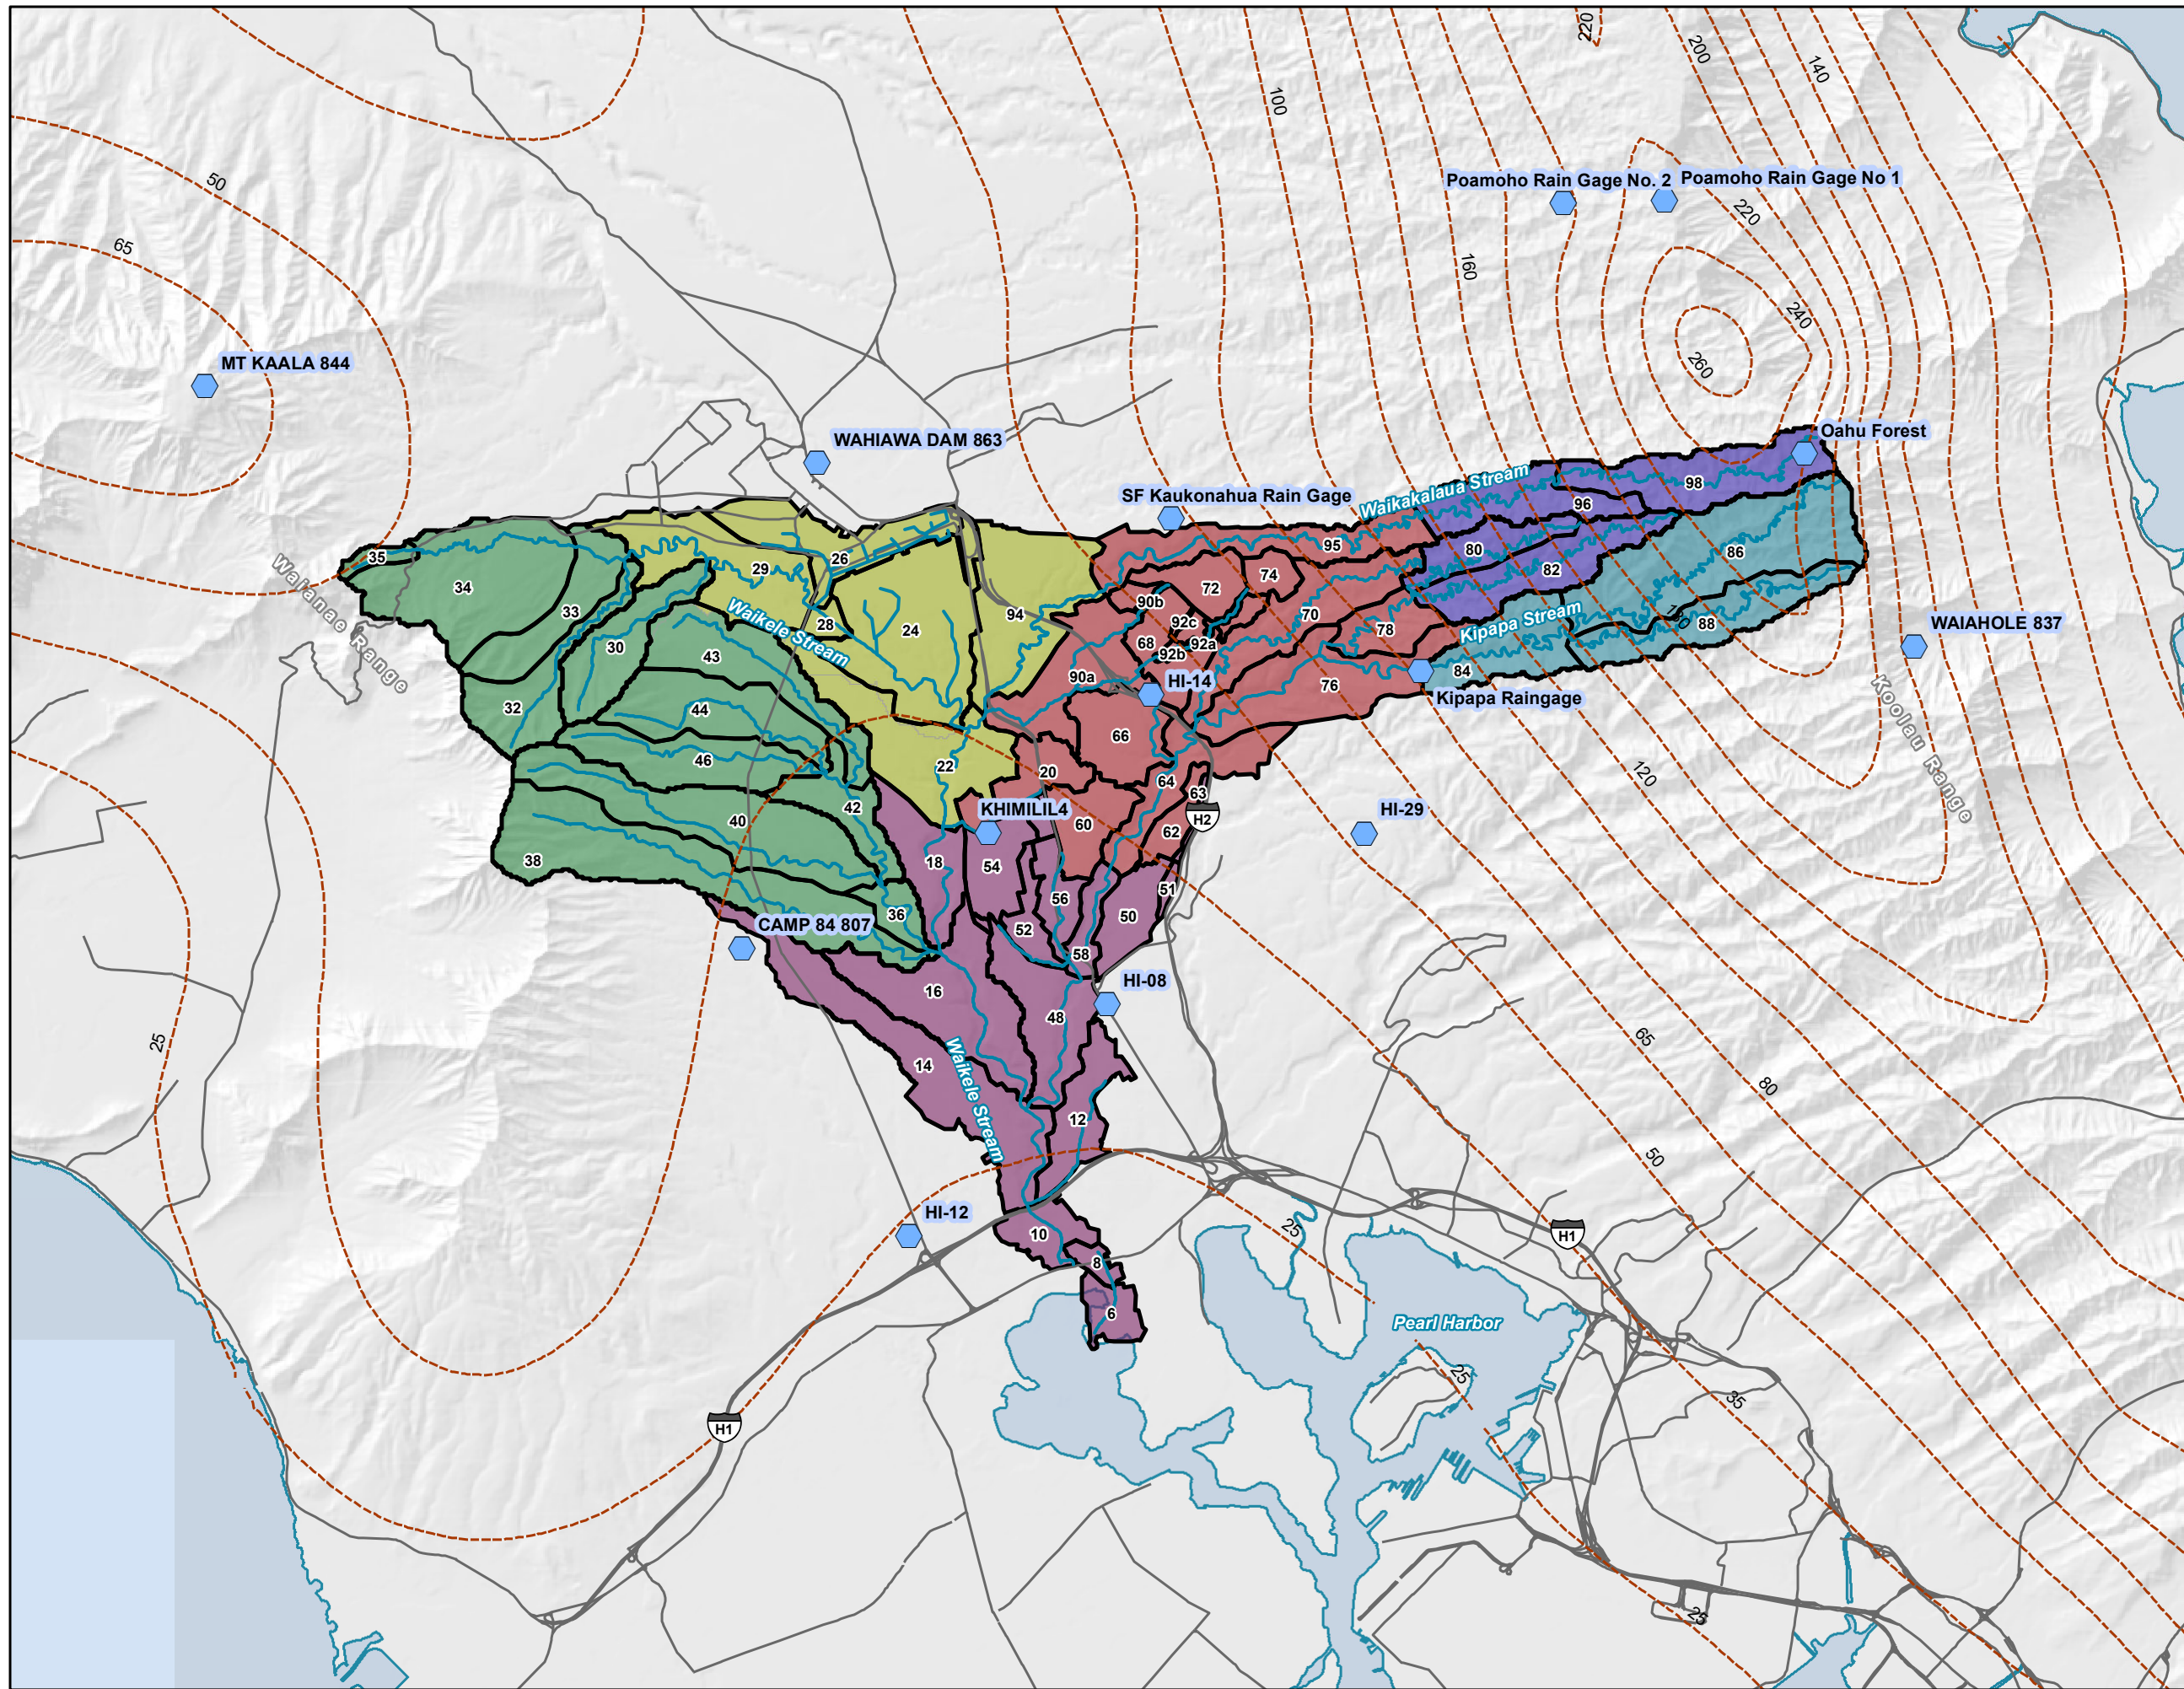 220
200
140
100
50
Poamoho Rain Gage No. 2
Poamoho Rain Gage No 1
220
65
160
240
MT KAALA 844
260
WAHIAWA DAM 863
Oahu Forest
SF Kaukonahua Rain Gage
Waikakalaua Stream
98
96
35
95
80
86
26
29
82
74
72
34
90b
33
94
70
88
180
28
92c
78
Kipapa Stream
WAIAHOLE 837
24
68
92a
30
92b
43
Waikele Stream
84
Waianae Range
90a
HI-14
76
Kipapa Raingage
32
44
Koolau Range
66
46
22
20
120
64
63
42
KHIMILIL4
HI-29
H2
40
60
62
38
18
54
51
56
36
50
CAMP 84 807
52
58
HI-08
16
48
65
25
14
Waikele Stream
80
12
50
HI-12
25
10
H1
8
6
Pearl Harbor
25
35
H1
25